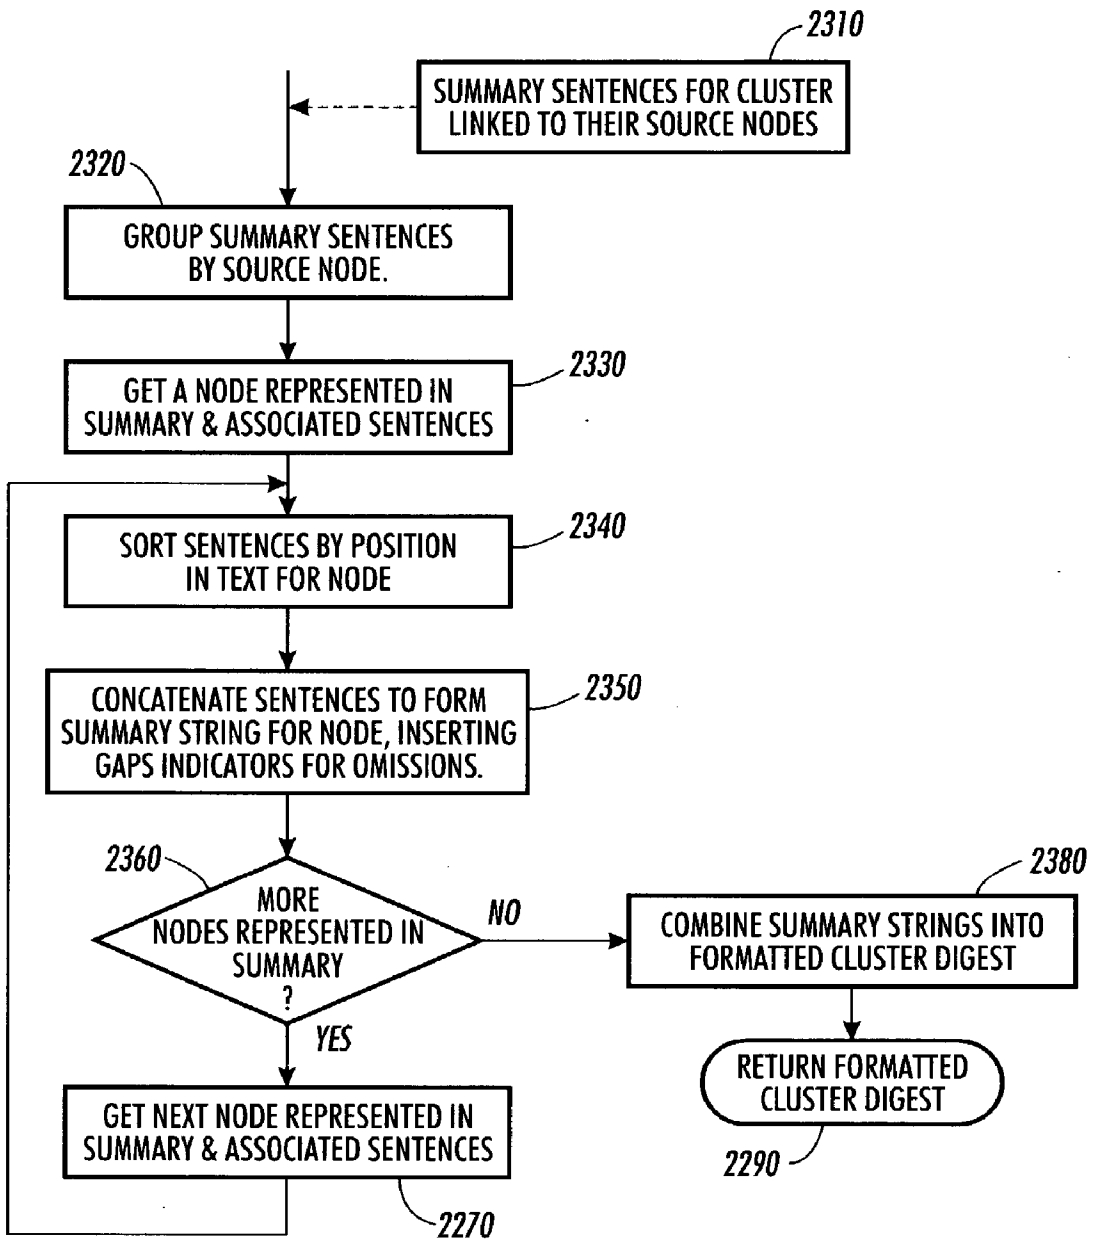 2310
SUMMARY SENTENCES FOR CLUSTER
LINKED TO THEIR SOURCE NODES
2320
GROUP SUMMARY SENTENCES
BY SOURCE NODE.
2330
GET A NODE REPRESENTED IN
SUMMARY & ASSOCIATED SENTENCES
2340
SORT SENTENCES BY POSITION
IN TEXT FOR NODE
2350
CONCATENATE SENTENCES TO FORM
SUMMARY STRING FOR NODE, INSERTING
GAPS INDICATORS FOR OMISSIONS.
2360
MORE
NODES REPRESENTED IN
SUMMARY
?
NO
YES
2380
COMBINE SUMMARY STRINGS INTO
FORMATTED CLUSTER DIGEST
RETURN FORMATTED
CLUSTER DIGEST
2290
GET NEXT NODE REPRESENTED IN
SUMMARY & ASSOCIATED SENTENCES
2270